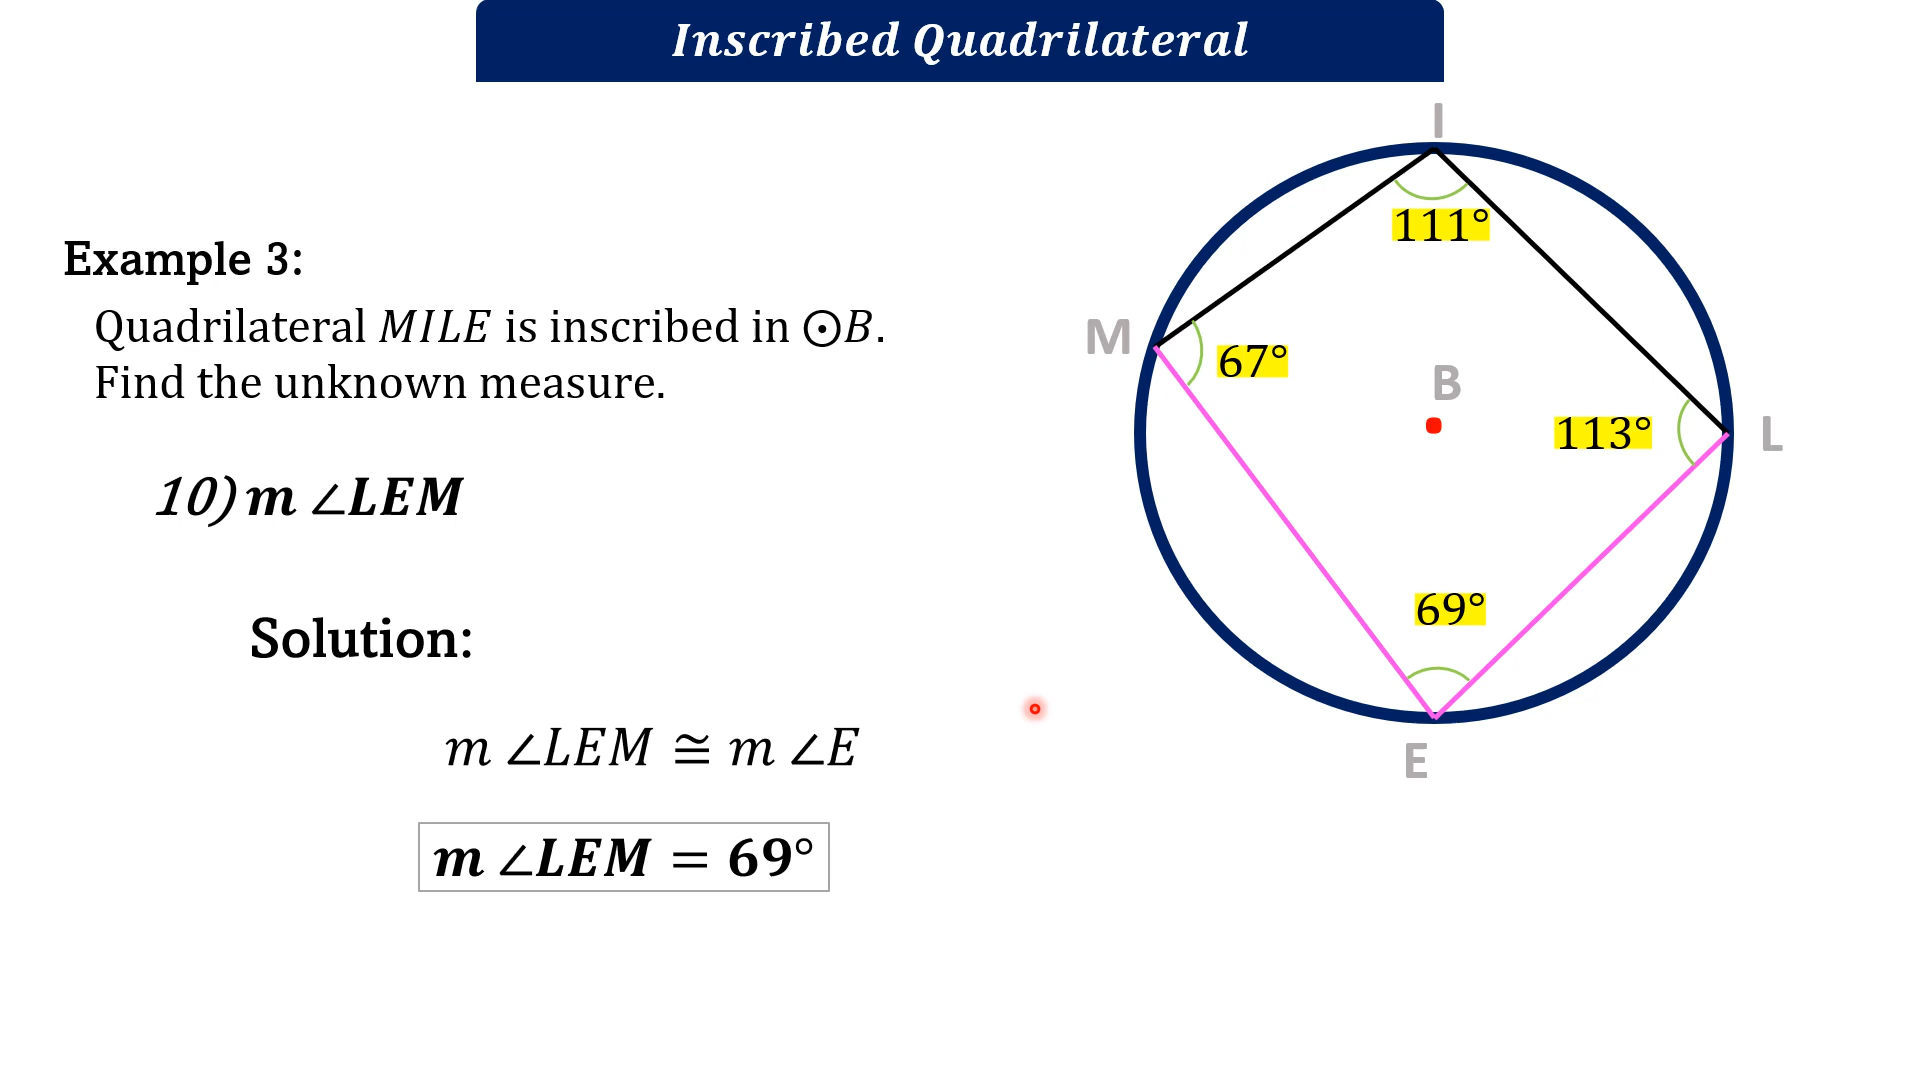 Inscribed Quadrilateral
Example 3:
Quadrilateral MILE is inscribed in ⊙B.
Find the unknown measure.
10) m ∠LEM
Solution:
m ∠LEM ≅ m ∠E
m ∠LEM = 69°
I
111°
M
67°
B
113°
L
69°
E